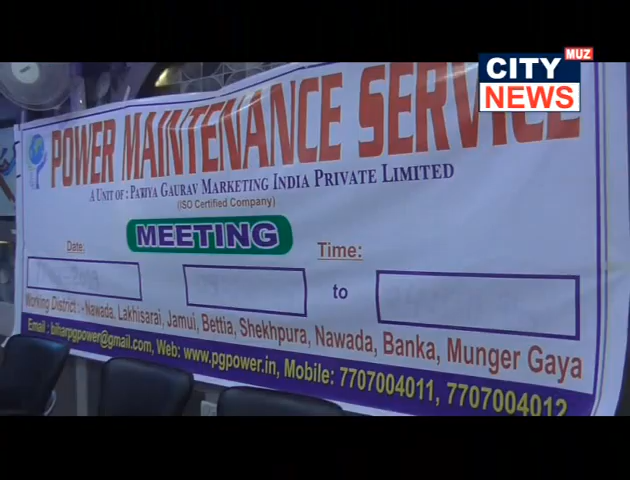 MUZ
CITY
NEWS
POWER MAINTENANCE SERVICE
A UNIT OF : PARIYA GAURAV MARKETING INDIA PRIVATE LIMITED
(ISO Certified Company)
MEETING
Date:
Time:
to
Working District : - Nawada, Lakhisarai, Jamui, Bettia, Shekhpura, Nawada, Banka, Munger Gaya
Email : biharpgpower@gmail.com, Web: www.pgpower.in, Mobile: 7707004011, 7707004012